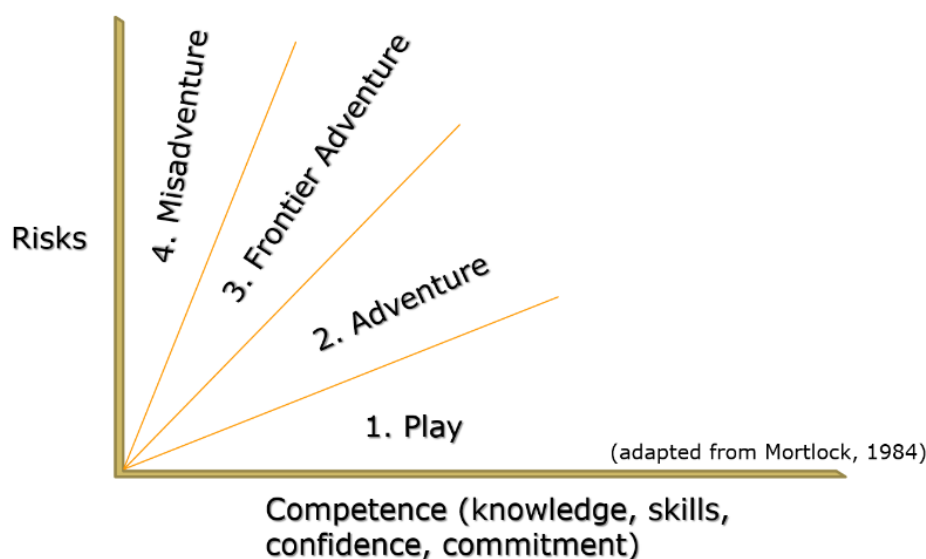 4. Misadventure
3. Frontier Adventure
Risks
2. Adventure
1. Play
(adapted from Mortlock, 1984)
Competence (knowledge, skills,
confidence, commitment)